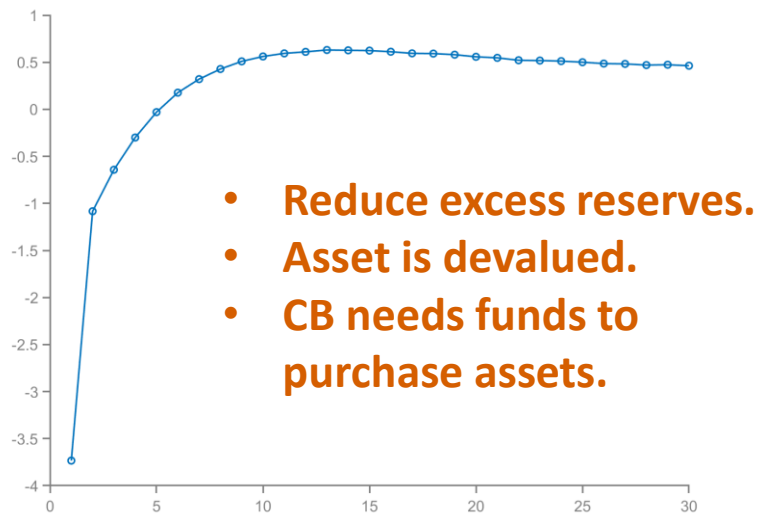 1
0.5
0
-0.5
-1
-1.5
-2
-2.5
-3
-3.5
-4
0 5 10 15 20 25 30
• Reduce excess reserves.
• Asset is devalued.
• CB needs funds to
purchase assets.